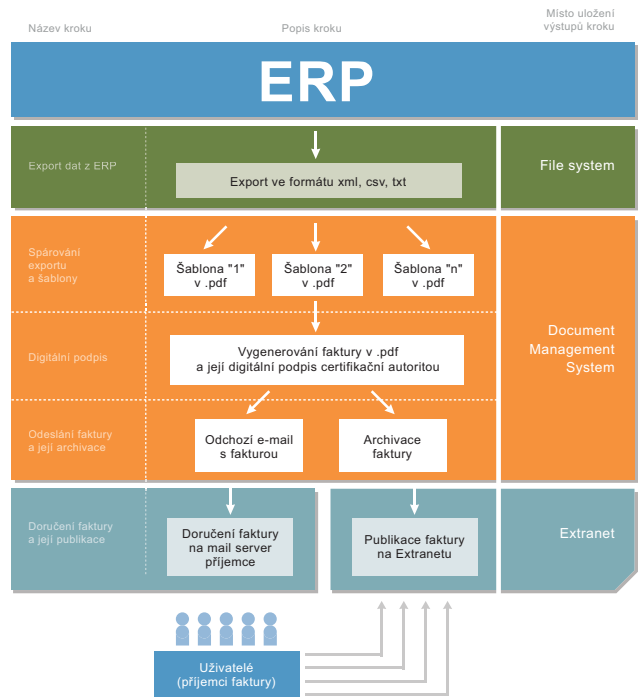 Název kroku
Popis kroku
Místo uložení
výstupů kroku
ERP
Export dat z ERP
Export ve formátu xml, csv, txt
File system
Spárování
exportu
a šablony
Šablona "1"
v .pdf
Šablona "2"
v .pdf
Šablona "n"
v .pdf
Document
Management
System
Digitální podpis
Vygenerování faktury v .pdf
a její digitální podpis certifikační autoritou
Odeslání faktury
a její archivace
Odchozí e-mail
s fakturou
Archivace
faktury
Doručení faktury
a její publikace
Doručení faktury
na mail server
příjemce
Publikace faktury
na Extranetu
Extranet
Uživatelé
(příjemci faktury)